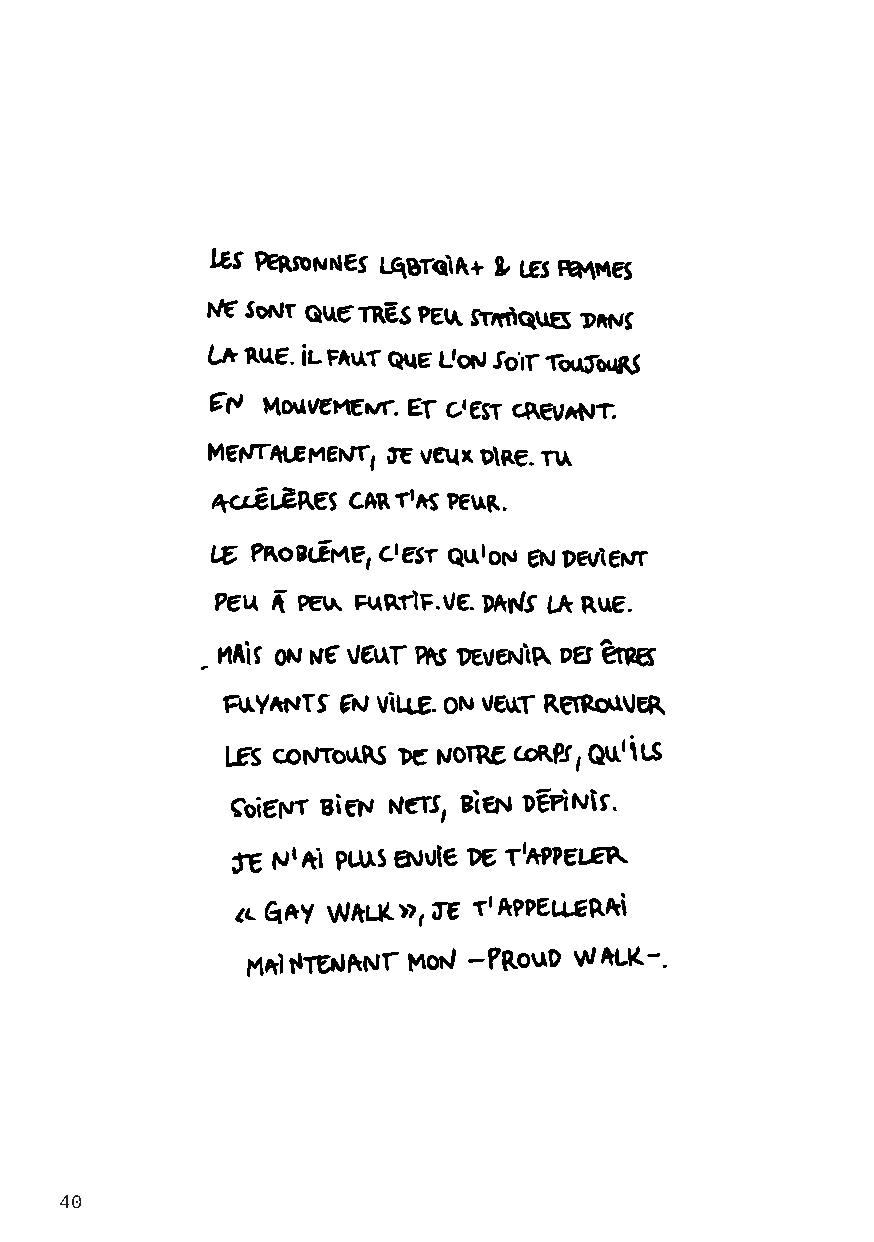 LES PERSONNES LGBTQIA+ & LES FEMMES
NE SONT QUE TRÈS PEU STATIQUES DANS
LA RUE. IL FAUT QUE L'ON SOIT TOUJOURS
EN MOUVEMENT. ET C'EST CREVANT.
MENTALEMENT, JE VEUX DIRE. TU
ACCÉLÈRES CAR T'AS PEUR.
LE PROBLÈME, C'EST QU'ON EN DEVIENT
PEU À PEU FURTIF.VE. DANS LA RUE.
MAIS ON NE VEUT PAS DEVENIR DES ÊTRES
FUYANTS EN VILLE. ON VEUT RETROUVER
LES CONTOURS DE NOTRE CORPS, QU'ILS
SOIENT BIEN NETS, BIEN DÉFINIS.
JE N'AI PLUS ENVIE DE T'APPELER
« GAY WALK », JE T'APPELLERAI
MAINTENANT MON –PROUD WALK–.
40